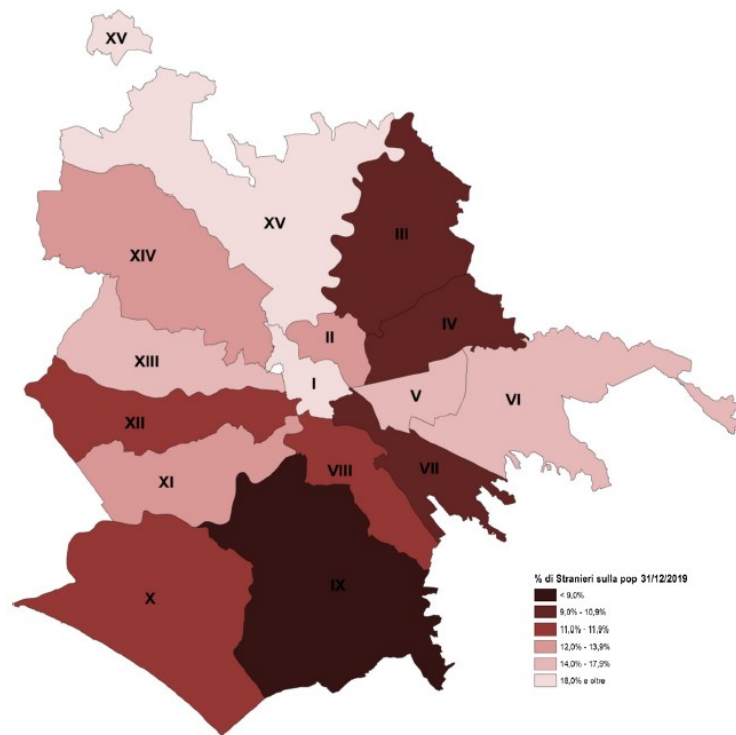 XV
XV
III
XIV
IV
II
XIII
I
V
VI
XII
VIII
VII
XI
IX
X
% di Stranieri sulla pop 31/12/2019
< 9,0%
9,0% - 10,9%
11,0% - 11,9%
12,0% - 13,9%
14,0% - 17,9%
18,0% e oltre